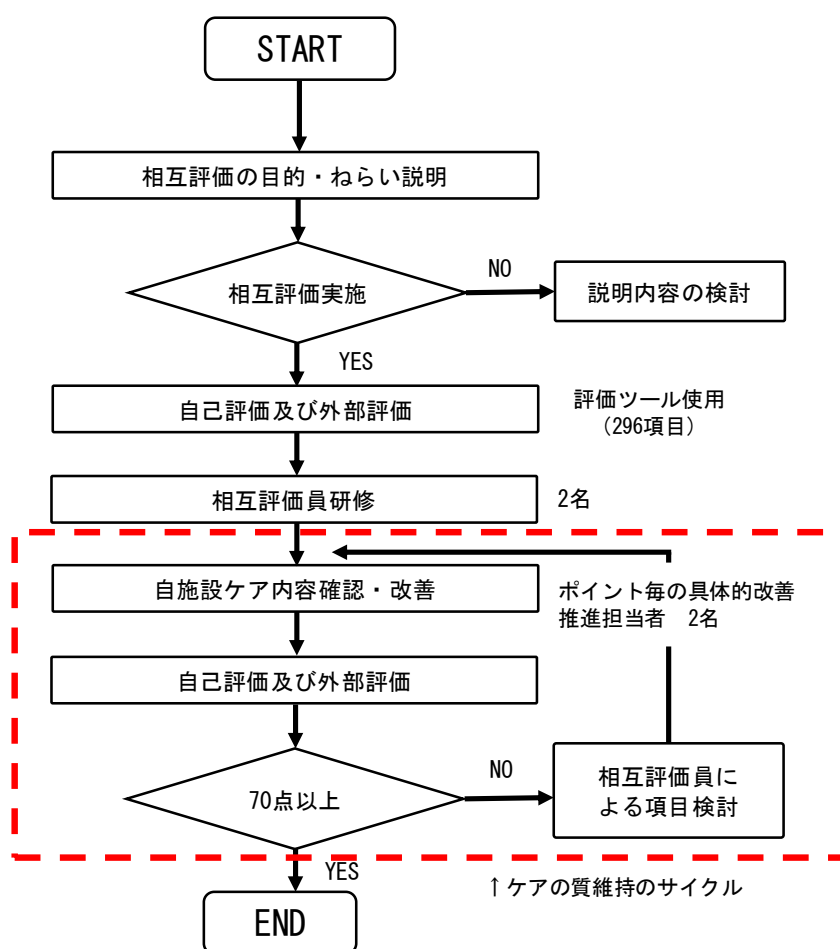 START
相互評価の目的・ねらい説明
相互評価実施
NO
説明内容の検討
YES
自己評価及び外部評価
評価ツール使用
（296項目）
相互評価員研修
2名
自施設ケア内容確認・改善
ポイント毎の具体的改善
推進担当者　2名
自己評価及び外部評価
70点以上
NO
相互評価員に
よる項目検討
YES
↑ケアの質維持のサイクル
END